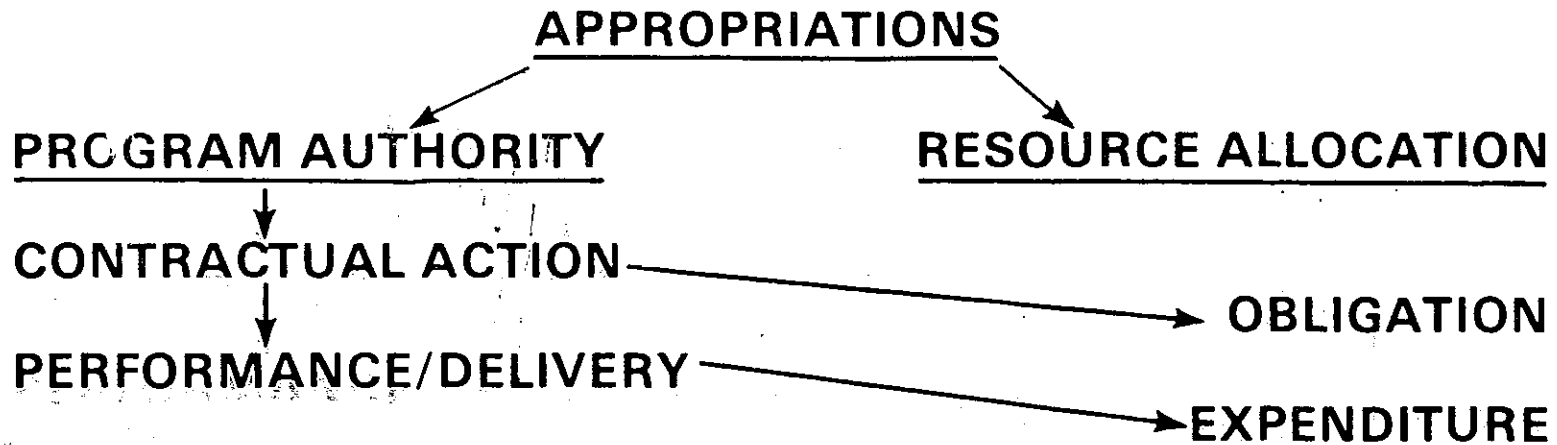 APPROPRIATIONS
PROGRAM AUTHORITY
RESOURCE ALLOCATION
CONTRACTUAL ACTION
OBLIGATION
PERFORMANCE/DELIVERY
EXPENDITURE